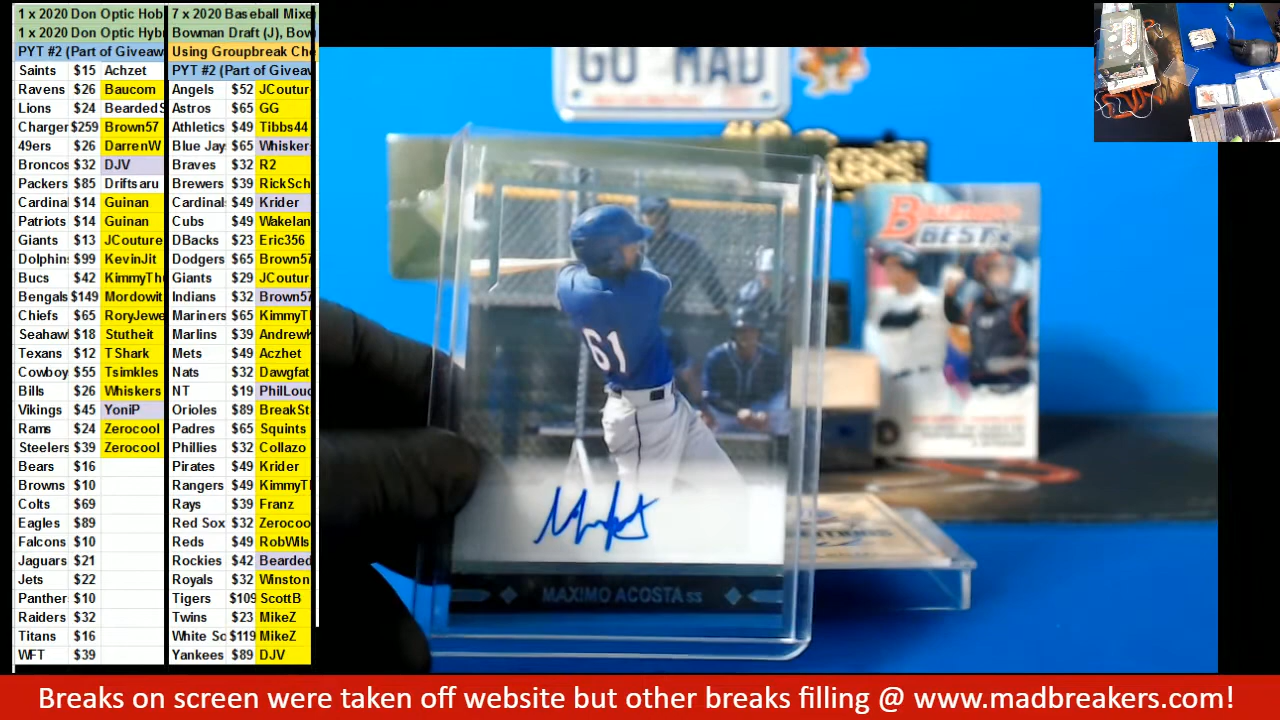 1 x 2020 Don Optic Hob
1 x 2020 Don Optic Hyb
PYT #2 (Part of Giveaw
Saints $15 Achzet
Ravens $26 Baucom
Lions $24 BeardedS
Charger $259 Brown57
49ers $26 DarrenW
Broncos $32 DJV
Packers $85 Driftsaru
Cardinal $14 Guinan
Patriots $14 Guinan
Giants $13 JCouture
Dolphin $99 KevinJit
Bucs $42 KimmyTh
Bengals $149 Mordowit
Chiefs $65 RoryJewe
Seahaw $18 Stutheit
Texans $12 TShark
Cowboy $55 Tsimkles
Bills $26 Whiskers
Vikings $45 YoniP
Rams $24 Zerocool
Steelers $39 Zerocool
Bears $16
Browns $10
Colts $69
Eagles $89
Falcons $10
Jaguars $21
Jets $22
Panther $10
Raiders $32
Titans $16
WFT $39
7 x 2020 Baseball Mixe
Bowman Draft (J), Bow
Using Groupbreak Che
PYT #2 (Part of Giveaw
Angels $52 JCoutur
Astros $65 GG
Athletics $49 Tibbs44
Blue Jay $65 Whisker
Braves $32 R2
Brewers $39 RickSch
Cardinal $49 Krider
Cubs $49 Wakelan
DBacks $23 Eric356
Dodgers $65 Brown57
Giants $29 JCoutur
Indians $32 Brown57
Mariners $65 KimmyT
Marlins $39 Andrew
Mets $49 Aczhet
Nats $32 Dawgfat
NT $19 PhilLou
Orioles $89 BreakSt
Padres $65 Squints
Phillies $32 Collazo
Pirates $49 Krider
Rangers $49 KimmyT
Rays $39 Franz
Red Sox $32 Zerocoo
Reds $49 RobWils
Rockies $42 Bearded
Royals $32 Winston
Tigers $109 ScottB
Twins $23 MikeZ
White So $119 MikeZ
Yankees $89 DJV
GO MAD
BEST
61
MAXIMO ACOSTA SS
Breaks on screen were taken off website but other breaks filling @ www.madbreakers.com!